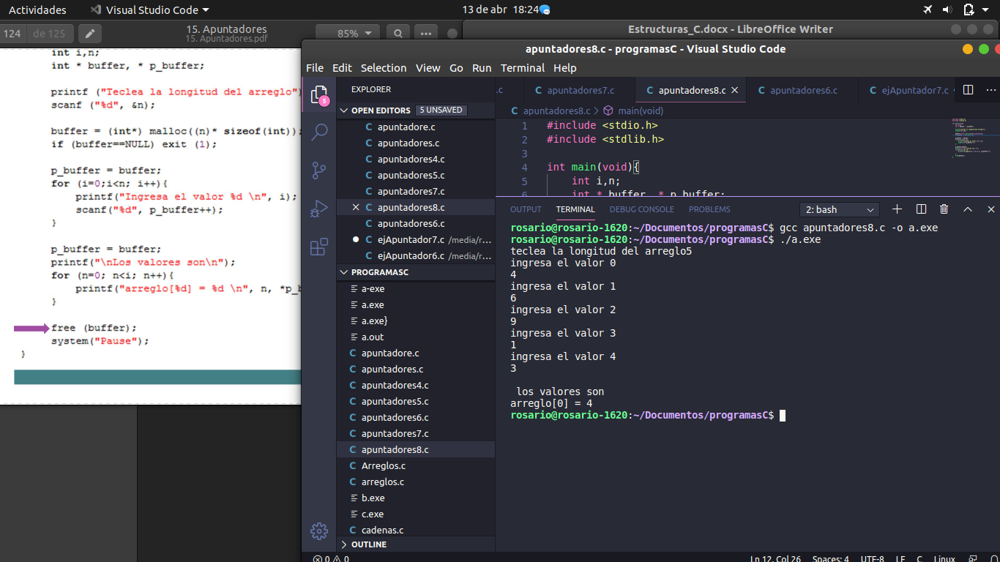 Actividades
Visual Studio Code
13 de abr 18:24
124
de 125
15. Apuntadores
15. Apuntadores.pdf
85%
Estructuras_C.docx - LibreOffice Writer
int i,n;
int * buffer, * p_buffer;
printf ("Teclea la longitud del arreglo")
scanf ("%d", &n);
buffer = (int*) malloc((n)* sizeof(int));
if (buffer==NULL) exit (1);
p_buffer = buffer;
for (i=0;i<n; i++){
printf("Ingresa el valor %d \n", i);
scanf("%d", p_buffer++);
}
p_buffer = buffer;
printf("\nLos valores son\n");
for (n=0; n<i; n++){
printf("arreglo[%d] = %d \n", n, *p_b
}
free (buffer);
system("Pause");
}
apuntadores8.c - programasC - Visual Studio Code
File Edit Selection View Go Run Terminal Help
5
EXPLORER
OPEN EDITORS
5 UNSAVED
C apuntadore.c
C apuntadores.c
C apuntadores4.c
C apuntadores5.c
C apuntadores7.c
C apuntadores8.c
C apuntadores6.c
C ejApuntador7.c /media/r...
C ejApuntador6.c /media/r...
PROGRAMASC
a-exe
a.exe
a.exe}
a.out
C apuntadore.c
C apuntadores.c
C apuntadores4.c
C apuntadores5.c
C apuntadores6.c
C apuntadores7.c
C apuntadores8.c
C Arreglos.c
C arreglos.c
b.exe
c.exe
C cadenas.c
OUTLINE
.c
C apuntadores7.c
C apuntadores8.c
C apuntadores6.c
C ejApuntador7.c
C apuntadores8.c > main(void)
1 #include <stdio.h>
2 #include <stdlib.h>
3
4 int main(void){
5 int i,n;
6 int * buffer, * p_buffer;
OUTPUT TERMINAL DEBUG CONSOLE PROBLEMS
2: bash
rosario@rosario-1620:~/Documentos/programasC$ gcc apuntadores8.c -o a.exe
rosario@rosario-1620:~/Documentos/programasC$ ./a.exe
teclea la longitud del arreglo5
ingresa el valor 0
4
ingresa el valor 1
6
ingresa el valor 2
9
ingresa el valor 3
1
ingresa el valor 4
3
los valores son
arreglo[0] = 4
rosario@rosario-1620:~/Documentos/programasC$
0 0
Ln 12, Col 26 Spaces: 4 UTF-8 LF C Linux